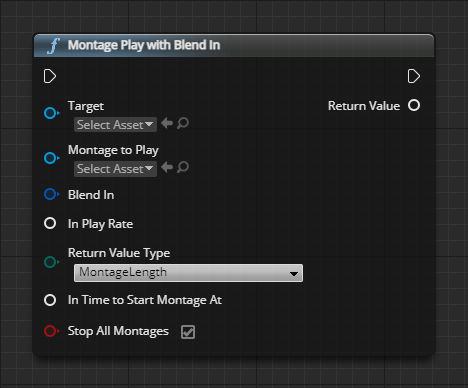 f Montage Play with Blend In
Target
Return Value
Select Asset
Montage to Play
Select Asset
Blend In
In Play Rate
Return Value Type
MontageLength
In Time to Start Montage At
Stop All Montages